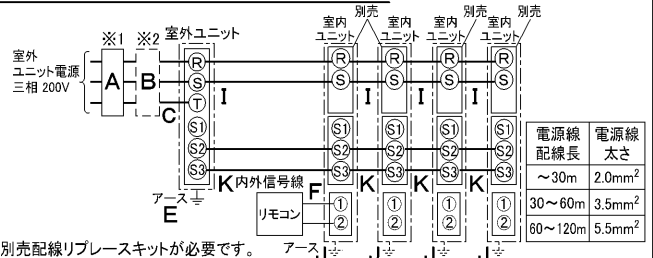 ※1 ※2 室外ユニット
室外
ユニット電源
三相 200V
A B C
R
S
T
S1
S2
S3
アース
E
I I I I
K K K K
内外信号線
F
リモコン
室内
ユニット
別売
室内
ユニット
室内
ユニット
別売
室内
ユニット
別売
R R R R
S S S S
S1 S1 S1 S1
S2 S2 S2 S2
S3 S3 S3 S3
① ① ① ①
② ② ② ②
アース
電源線
配線長
電源線
太さ
～30m 2.0mm²
30～60m 3.5mm²
60～120m 5.5mm²
別売配線リプレースキットが必要です。